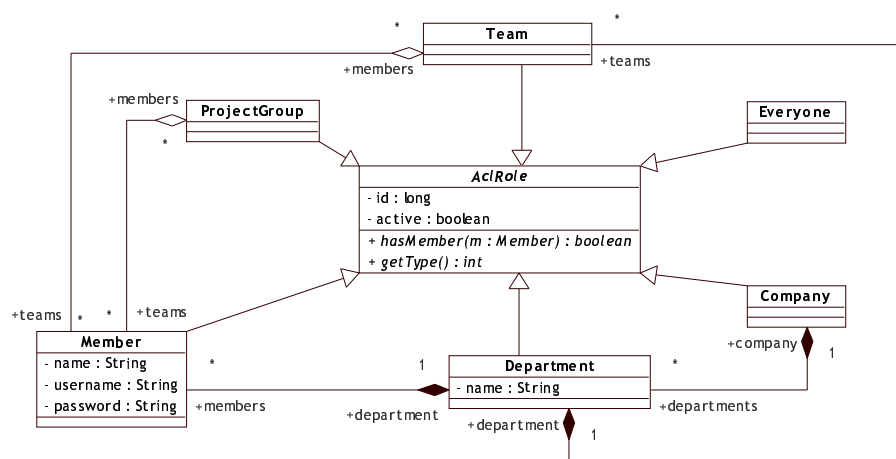 *
*
Team
+members
+teams
+members
ProjectGroup
*
Everyone
AclRole
- id : long
- active : boolean
+ hasMember(m : Member) : boolean
+ getType() : int
Company
+teams
*
*
+teams
+company
1
Member
- name : String
- username : String
- password : String
*
1
Department
- name : String
*
+members
+department
+departments
+department
1